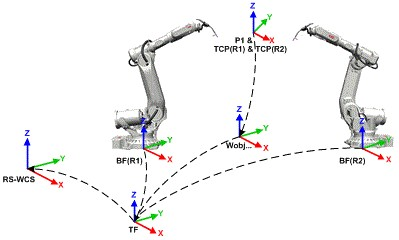 P1 &
TCP(R1) & TCP(R2)
Z
Y
X
Z
Y
X
BF(R1)
Z
Y
X
Wobj...
Z
Y
X
BF(R2)
Z
Y
X
RS-WCS
Z
Y
X
TF